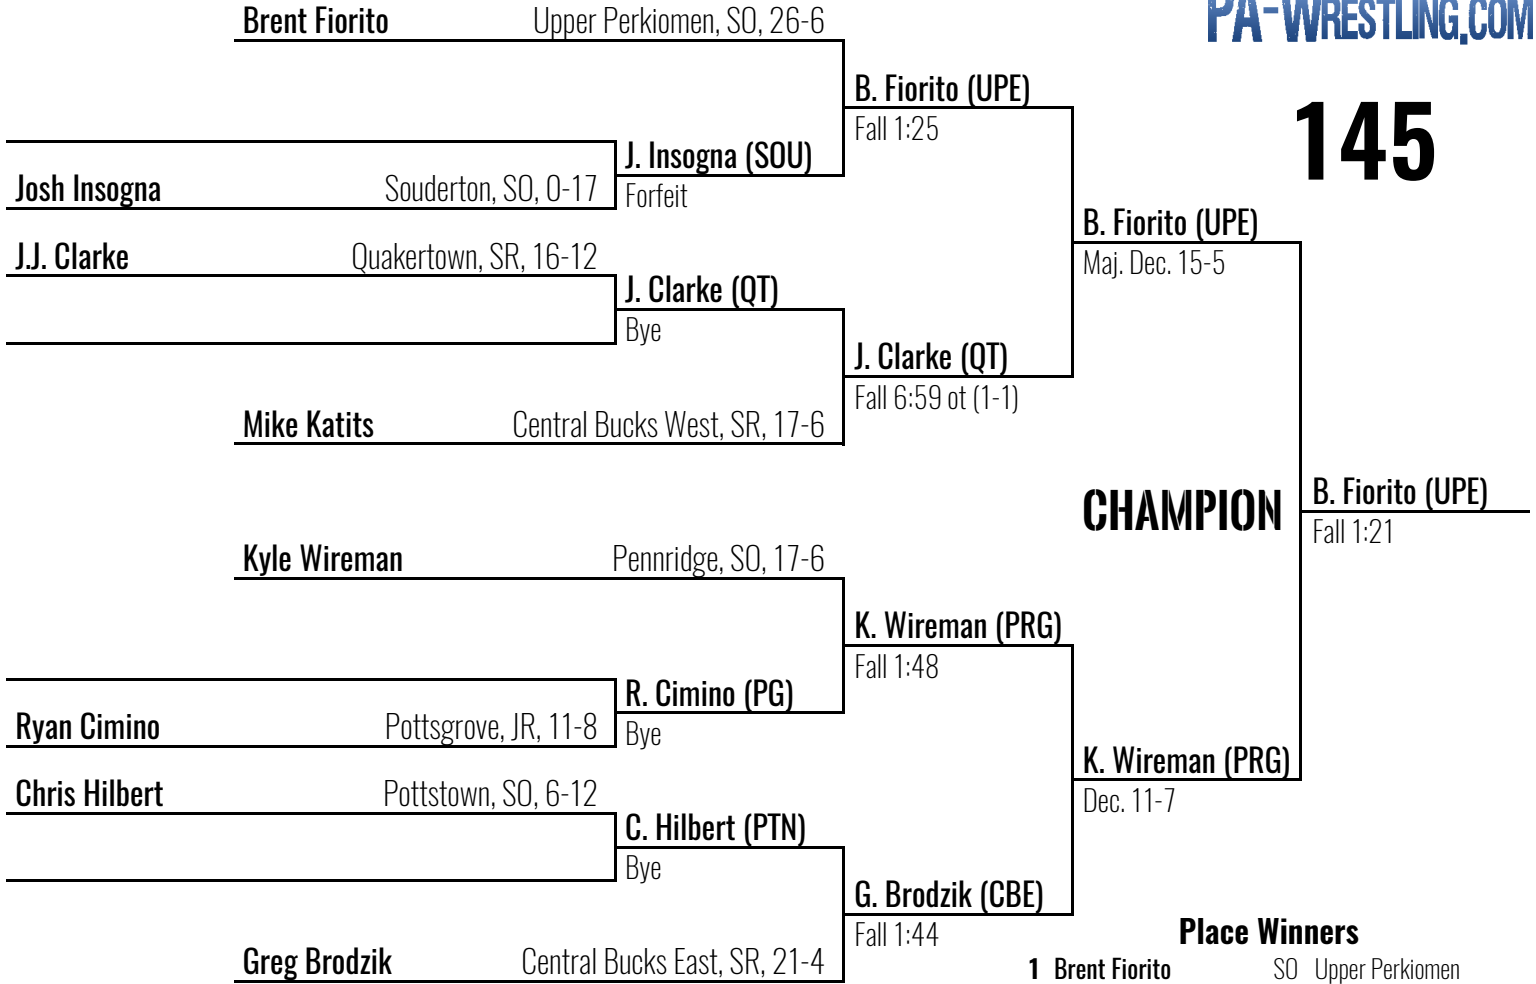 PA-WRESTLING.COM
145
Brent Fiorito Upper Perkiomen, SO, 26-6
B. Fiorito (UPE)
Fall 1:25
J. Insogna (SOU)
Forfeit
Josh Insogna Souderton, SO, 0-17
B. Fiorito (UPE)
Maj. Dec. 15-5
J.J. Clarke Quakertown, SR, 16-12
J. Clarke (QT)
Bye
J. Clarke (QT)
Fall 6:59 ot (1-1)
Mike Katits Central Bucks West, SR, 17-6
CHAMPION
B. Fiorito (UPE)
Fall 1:21
Kyle Wireman Pennridge, SO, 17-6
K. Wireman (PRG)
Fall 1:48
R. Cimino (PG)
Bye
Ryan Cimino Pottsgrove, JR, 11-8
K. Wireman (PRG)
Dec. 11-7
Chris Hilbert Pottstown, SO, 6-12
C. Hilbert (PTN)
Bye
G. Brodzik (CBE)
Fall 1:44
Greg Brodzik Central Bucks East, SR, 21-4
Place Winners
1 Brent Fiorito SO Upper Perkiomen